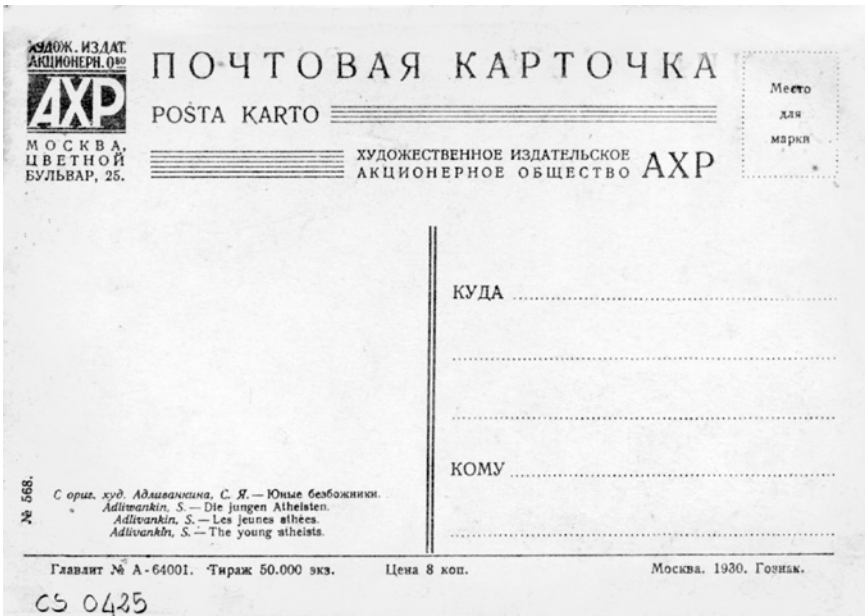 ХУДОЖ. ИЗДАТ.
АКЦИОНЕРН. О-ВО
АХР
МОСКВА,
ЦВЕТНОЙ
БУЛЬВАР, 25.
ПОЧТОВАЯ КАРТОЧКА
POŜTA KARTO
ХУДОЖЕСТВЕННОЕ ИЗДАТЕЛЬСКОЕ
АКЦИОНЕРНОЕ ОБЩЕСТВО АХР
Место
для
марки
КУДА
КОМУ
№ 568.
С ориг. худ. Адливанкина, С. Я. — Юные безбожники.
Adliwankin, S. — Die jungen Atheisten.
Adlivankin, S. — Les jeunes athées.
Adlivankin, S. — The young atheists.
Главлит № А-64001. Тираж 50.000 экз. Цена 8 коп. Москва. 1930. Гознак.
CS 0425